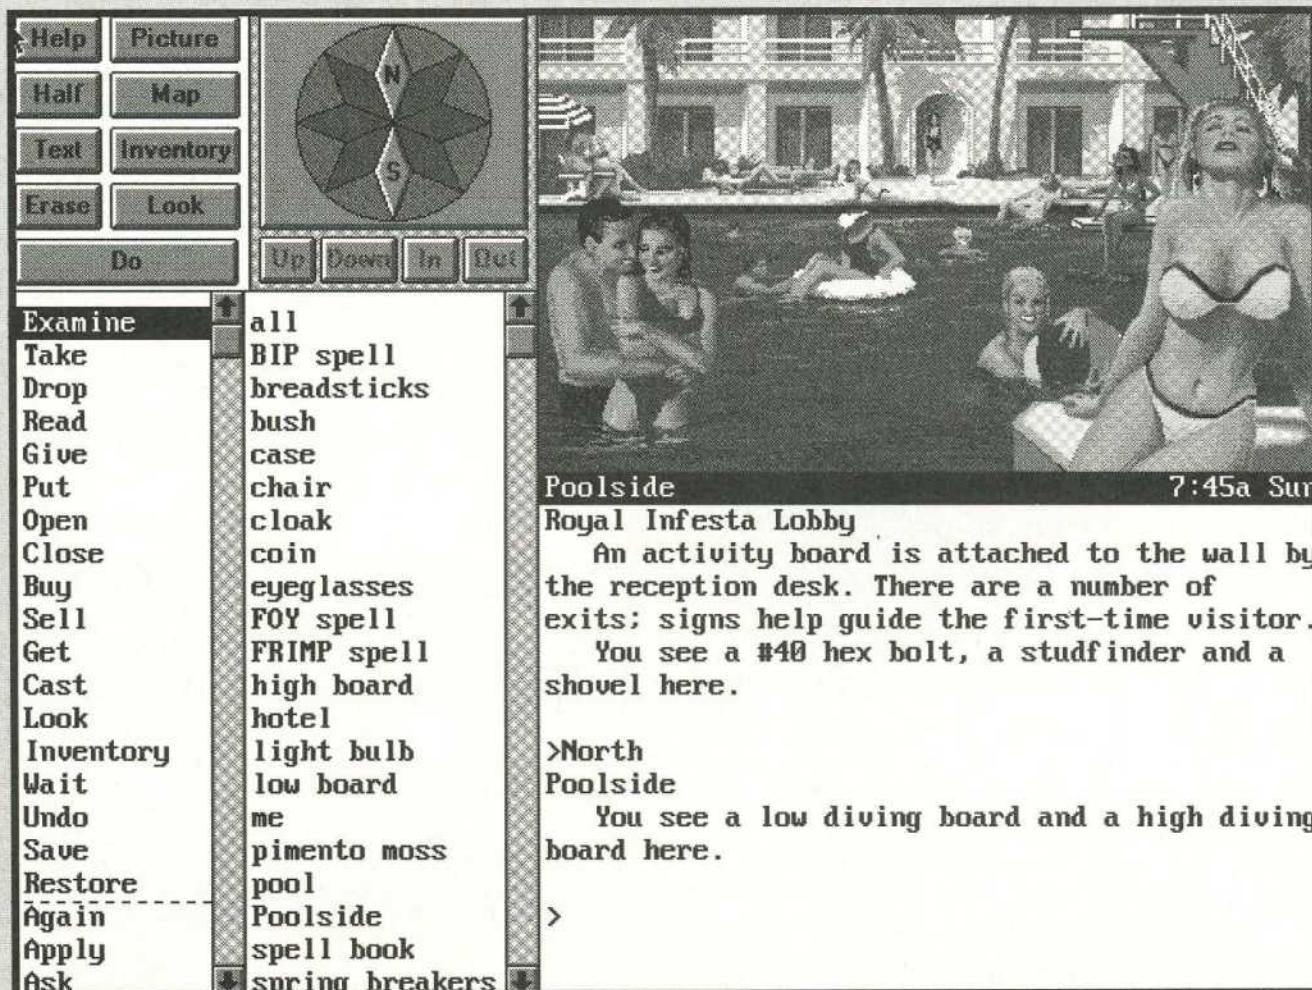 Help
Picture
Half
Map
Text
Inventory
Erase
Look
Do
N
S
Up
Down
In
Out
Examine
Take
Drop
Read
Give
Put
Open
Close
Buy
Sell
Get
Cast
Look
Inventory
Wait
Undo
Save
Restore
Again
Apply
Ask
all
BIP spell
breadsticks
bush
case
chair
cloak
coin
eyeglasses
FOY spell
FRIMP spell
high board
hotel
light bulb
low board
me
pimento moss
pool
Poolside
spell book
spring breakers
Poolside 7:45a Sun
Royal Infesta Lobby
An activity board is attached to the wall by
the reception desk. There are a number of
exits; signs help guide the first-time visitor.
You see a #40 hex bolt, a studfinder and a
shovel here.
>North
Poolside
You see a low diving board and a high diving
board here.
>